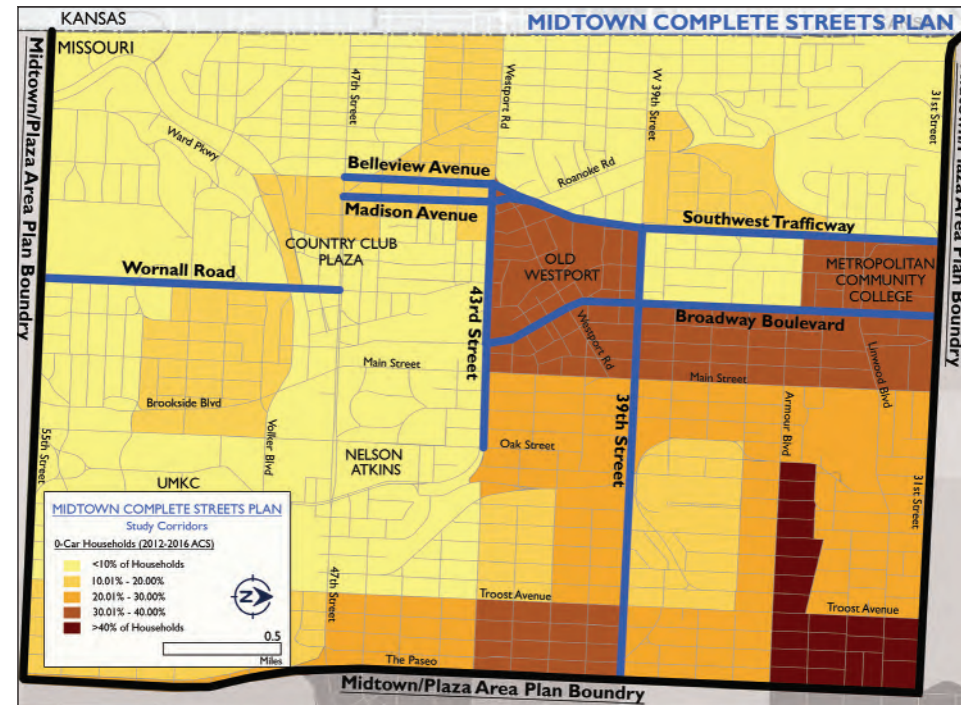 KANSAS
MIDTOWN COMPLETE STREETS PLAN
MISSOURI
Midtown/Plaza Area Plan Boundry
47th Street
Westport Rd
W 39th Street
31st Street
Midtown/Plaza Area Plan Boundry
Ward Pkwy
Roanoke Rd
Belleview Avenue
Madison Avenue
Southwest Trafficway
COUNTRY CLUB
PLAZA
OLD
WESTPORT
METROPOLITAN
COMMUNITY
COLLEGE
Wornall Road
43rd Street
Broadway Boulevard
Westport Rd
Main Street
Main Street
Linwood Blvd
Brookside Blvd
Volker Blvd
39th Street
Armour Blvd
55th Street
NELSON
ATKINS
Oak Street
31st Street
UMKC
MIDTOWN COMPLETE STREETS PLAN
Study Corridors
0-Car Households (2012-2016 ACS)
<10% of Households
10.01% - 20.00%
20.01% - 30.00%
30.01% - 40.00%
>40% of Households
N
0.5
Miles
47th Street
Troost Avenue
Troost Avenue
The Paseo
Midtown/Plaza Area Plan Boundry